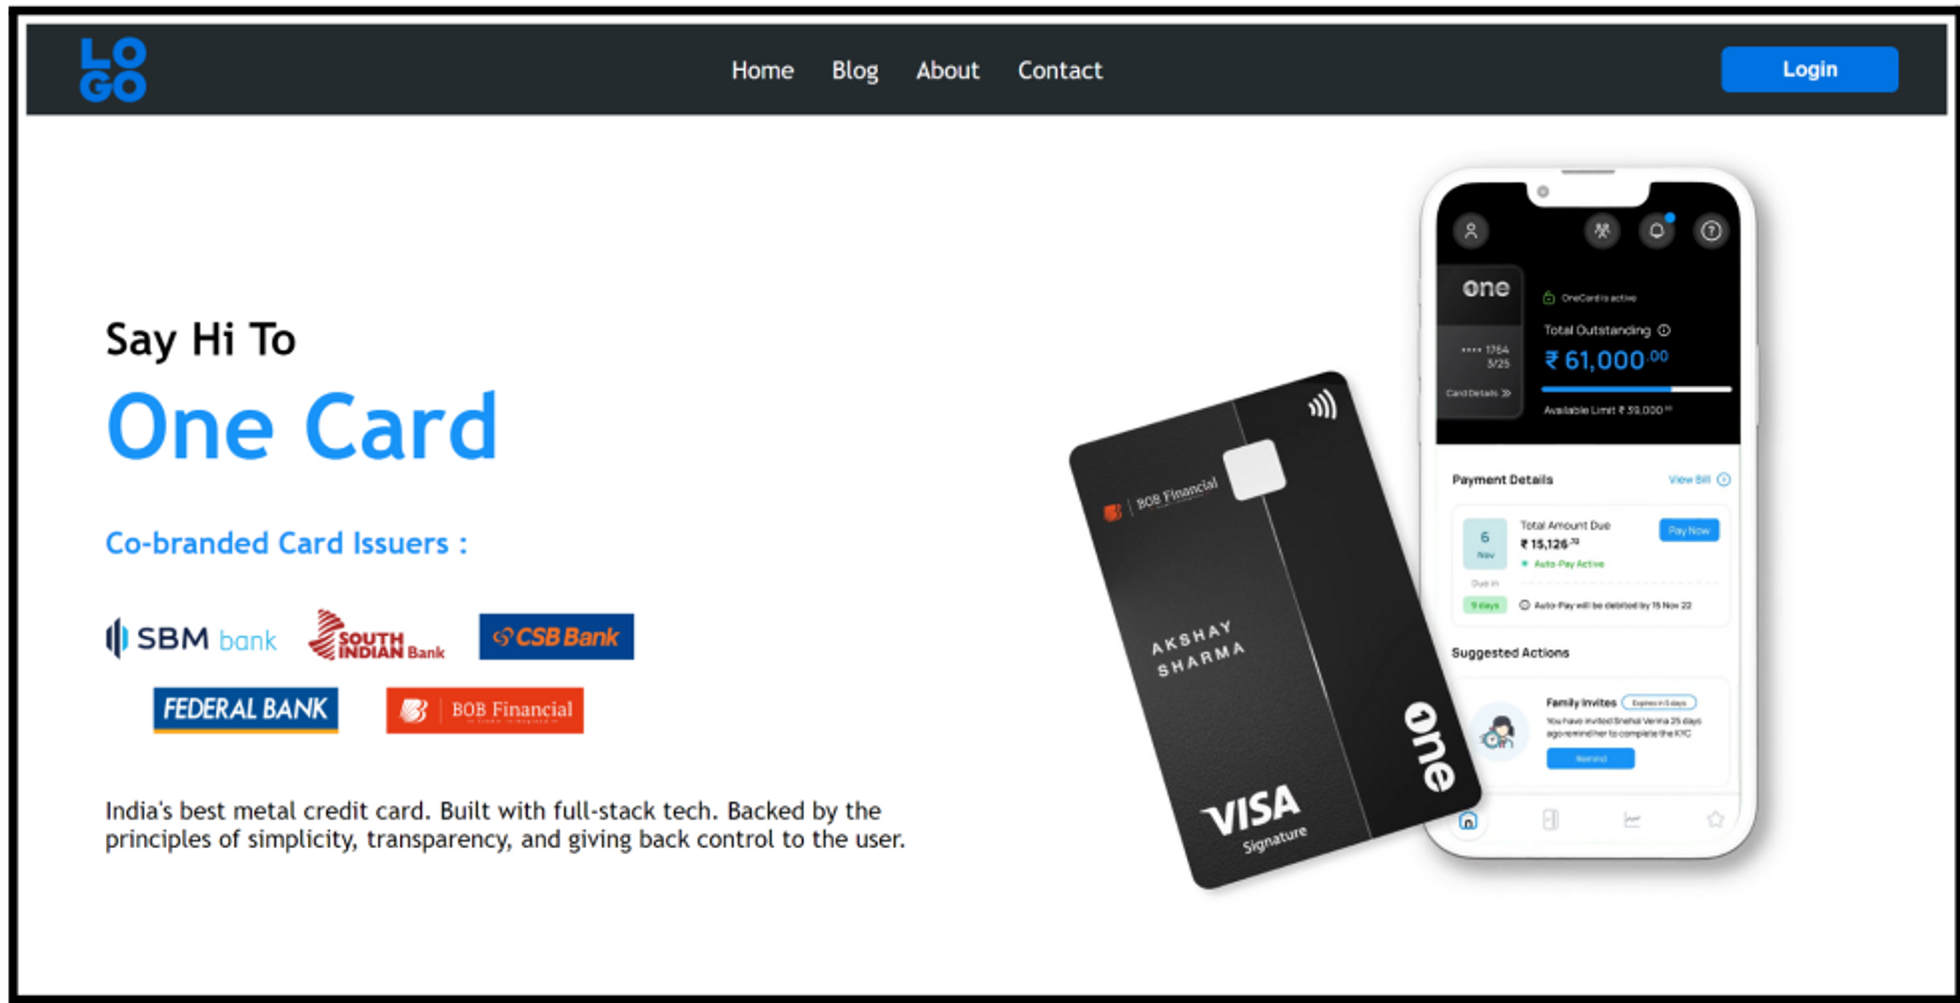 LO
GO
Home Blog About Contact
Login
Say Hi To
One Card
Co-branded Card Issuers :
SBM bank
SOUTH
INDIAN Bank
CSB Bank
FEDERAL BANK
BOB Financial
India's best metal credit card. Built with full-stack tech. Backed by the
principles of simplicity, transparency, and giving back control to the user.
BOB Financial
AKSHAY
SHARMA
one
VISA
Signature
one
•••• 1764
3/25
Card Details
OneCard is active
Total Outstanding
₹ 61,000.00
Available Limit ₹ 39,000
Payment Details
View Bill
6
Nov
Due in
9 days
Total Amount Due
₹ 15,126
Auto-Pay Active
Pay Now
Auto-Pay will be debited by 15 Nov 22
Suggested Actions
Family Invites
Expires in 5 days
You have invited Snehal Verma 25 days
ago remind her to complete the KYC
Remind